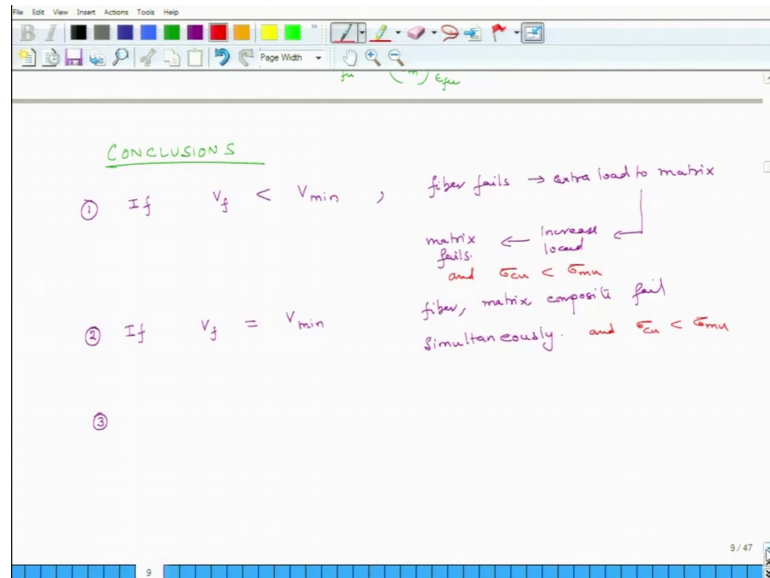 File Edit View Insert Actions Tools Help
B I
Page Width
CONCLUSIONS
① If V_f < V_min , fiber fails → extra load to matrix
matrix fails. ← Increase load ←
and σ_cu < σ_mu
② If V_f = V_min fiber, matrix composite fail
simultaneously. and σ_cu < σ_mu
③
9 / 47
9